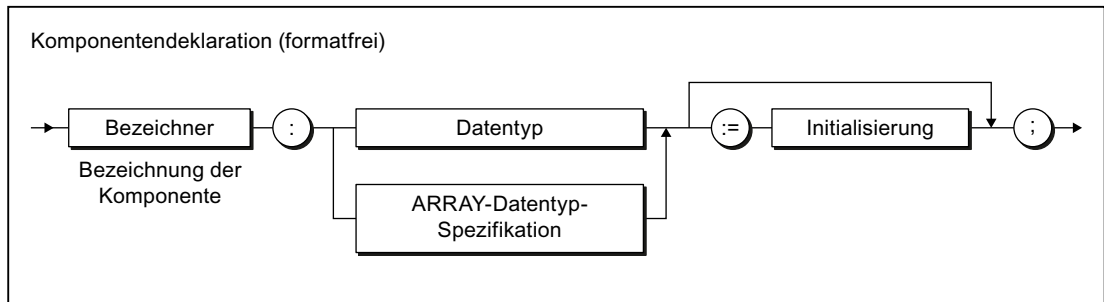 Komponentendeklaration (formatfrei)
Bezeichner
:
Datentyp
:=
Initialisierung
;
Bezeichnung der
Komponente
ARRAY-Datentyp-
Spezifikation